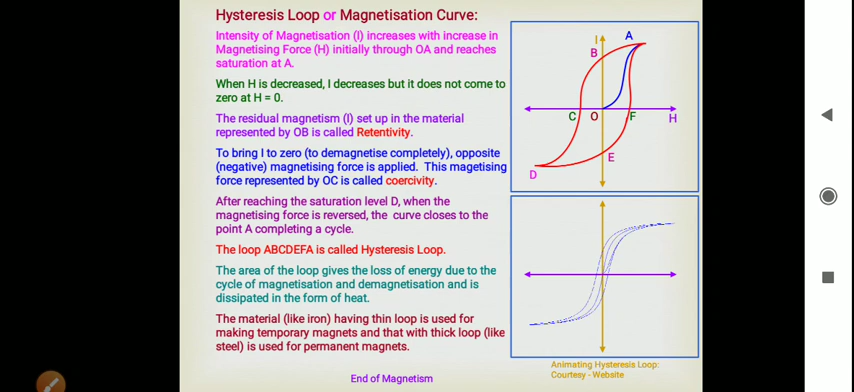 Hysteresis Loop or Magnetisation Curve:
Intensity of Magnetisation (I) increases with increase in
Magnetising Force (H) initially through OA and reaches
saturation at A.
When H is decreased, I decreases but it does not come to
zero at H = 0.
The residual magnetism (I) set up in the material
represented by OB is called Retentivity.
To bring I to zero (to demagnetise completely), opposite
(negative) magnetising force is applied. This magetising
force represented by OC is called coercivity.
After reaching the saturation level D, when the
magnetising force is reversed, the curve closes to the
point A completing a cycle.
The loop ABCDEFA is called Hysteresis Loop.
The area of the loop gives the loss of energy due to the
cycle of magnetisation and demagnetisation and is
dissipated in the form of heat.
The material (like iron) having thin loop is used for
making temporary magnets and that with thick loop (like
steel) is used for permanent magnets.
I
A
B
C
O
F
H
E
D
Animating Hysteresis Loop:
Courtesy - Website
End of Magnetism